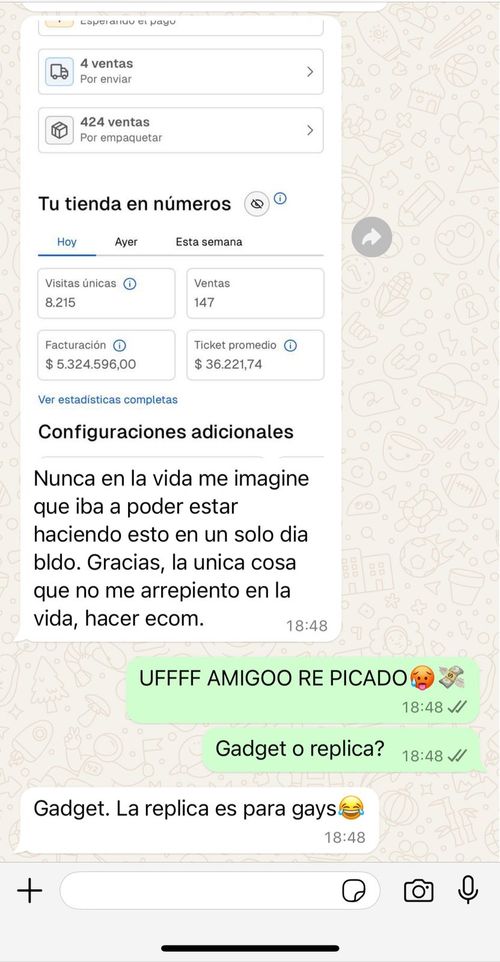 Esperando el pago
4 ventas
Por enviar
424 ventas
Por empaquetar
Tu tienda en números
Hoy Ayer Esta semana
Visitas únicas
8.215
Ventas
147
Facturación
$ 5.324.596,00
Ticket promedio
$ 36.221,74
Ver estadísticas completas
Configuraciones adicionales
Nunca en la vida me imagine
que iba a poder estar
haciendo esto en un solo dia
bldo. Gracias, la unica cosa
que no me arrepiento en la
vida, hacer ecom.
18:48
UFFFF AMIGOO RE PICADO🥵💸
18:48
Gadget o replica?
18:48
Gadget. La replica es para gays😂
18:48